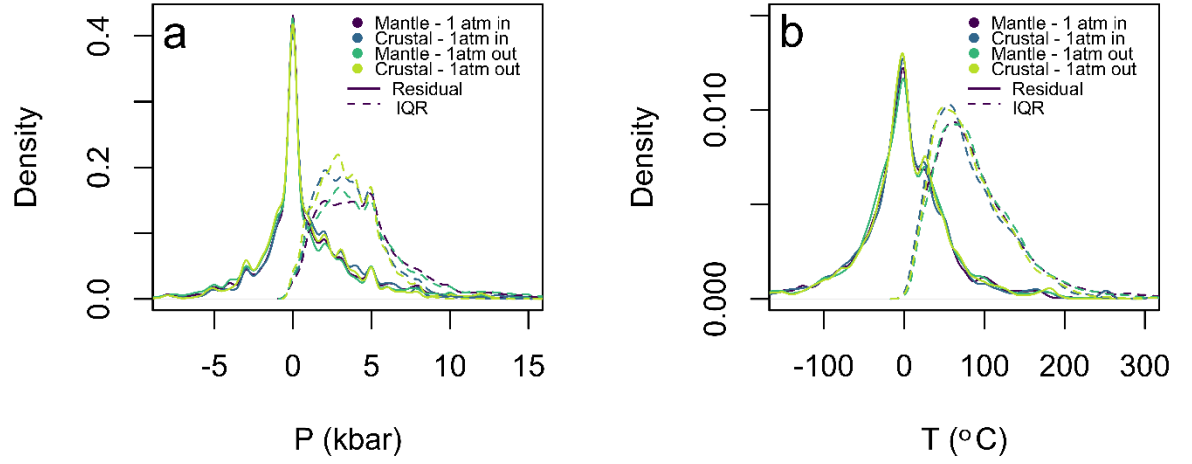 a
Mantle - 1 atm in
Crustal - 1atm in
Mantle - 1atm out
Crustal - 1atm out
Residual
IQR
Density
0.0
0.2
0.4
-5 0 5 10 15
P (kbar)
b
Mantle - 1 atm in
Crustal - 1atm in
Mantle - 1atm out
Crustal - 1atm out
Residual
IQR
Density
0.000
0.010
-100 0 100 200 300
T (°C)